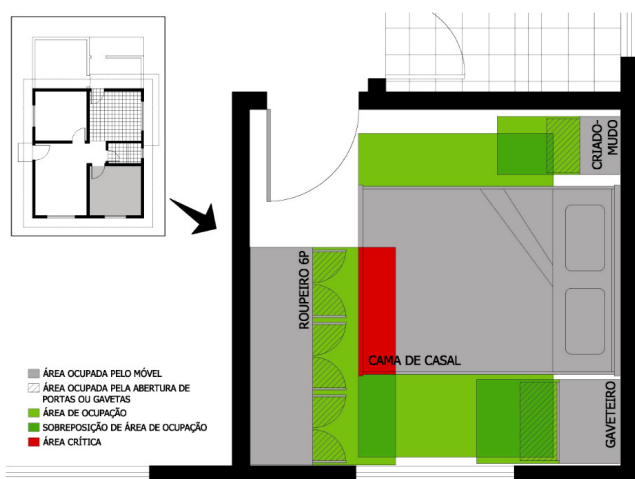 CRIADO-
MUDO
ROUPEIRO 6P
CAMA DE CASAL
GAVETEIRO
ÁREA OCUPADA PELO MÓVEL
ÁREA OCUPADA PELA ABERTURA DE
PORTAS OU GAVETAS
ÁREA DE OCUPAÇÃO
SOBREPOSIÇÃO DE ÁREA DE OCUPAÇÃO
ÁREA CRÍTICA